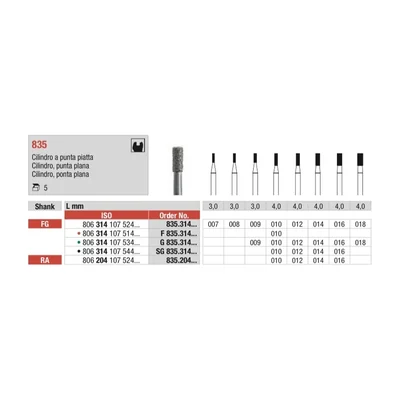 835
Cilindro a punta piatta
Cilindro, punta plana
Cilindro, ponta plana
5
Shank L mm 3,0 3,0 3,0 4,0 4,0 4,0 4,0 4,0
ISO Order No.
FG 806 314 107 524... 835.314... 007 008 009 010 012 014 016 018
806 314 107 514... F 835.314... 010
806 314 107 534... G 835.314... 009 010 012 014 016 018
806 314 107 544... SG 835.314... 010 012 014 016
RA 806 204 107 524... 835.204... 010 012 014 016